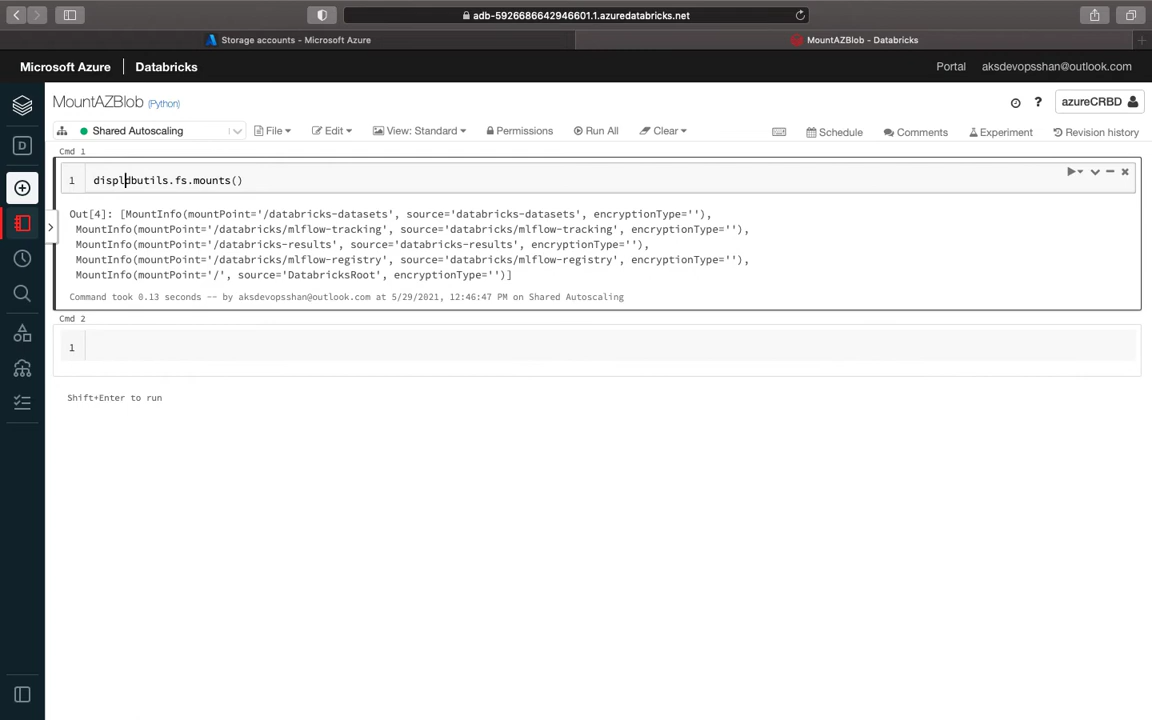 adb-5926686642946601.1.azuredatabricks.net
Storage accounts - Microsoft Azure
MountAZBlob - Databricks
Microsoft Azure
Databricks
Portal
aksdevopsshan@outlook.com
MountAZBlob (Python)
?
azureCRBD
D
Shared Autoscaling
File
Edit
View: Standard
Permissions
Run All
Clear
Schedule
Comments
Experiment
Revision history
Cmd 1
1 displdbutils.fs.mounts()
Out[4]: [MountInfo(mountPoint='/databricks-datasets', source='databricks-datasets', encryptionType=''),
MountInfo(mountPoint='/databricks/mlflow-tracking', source='databricks/mlflow-tracking', encryptionType=''),
MountInfo(mountPoint='/databricks-results', source='databricks-results', encryptionType=''),
MountInfo(mountPoint='/databricks/mlflow-registry', source='databricks/mlflow-registry', encryptionType=''),
MountInfo(mountPoint='/', source='DatabricksRoot', encryptionType='')]
Command took 0.13 seconds -- by aksdevopsshan@outlook.com at 5/29/2021, 12:46:47 PM on Shared Autoscaling
Cmd 2
1
Shift+Enter to run